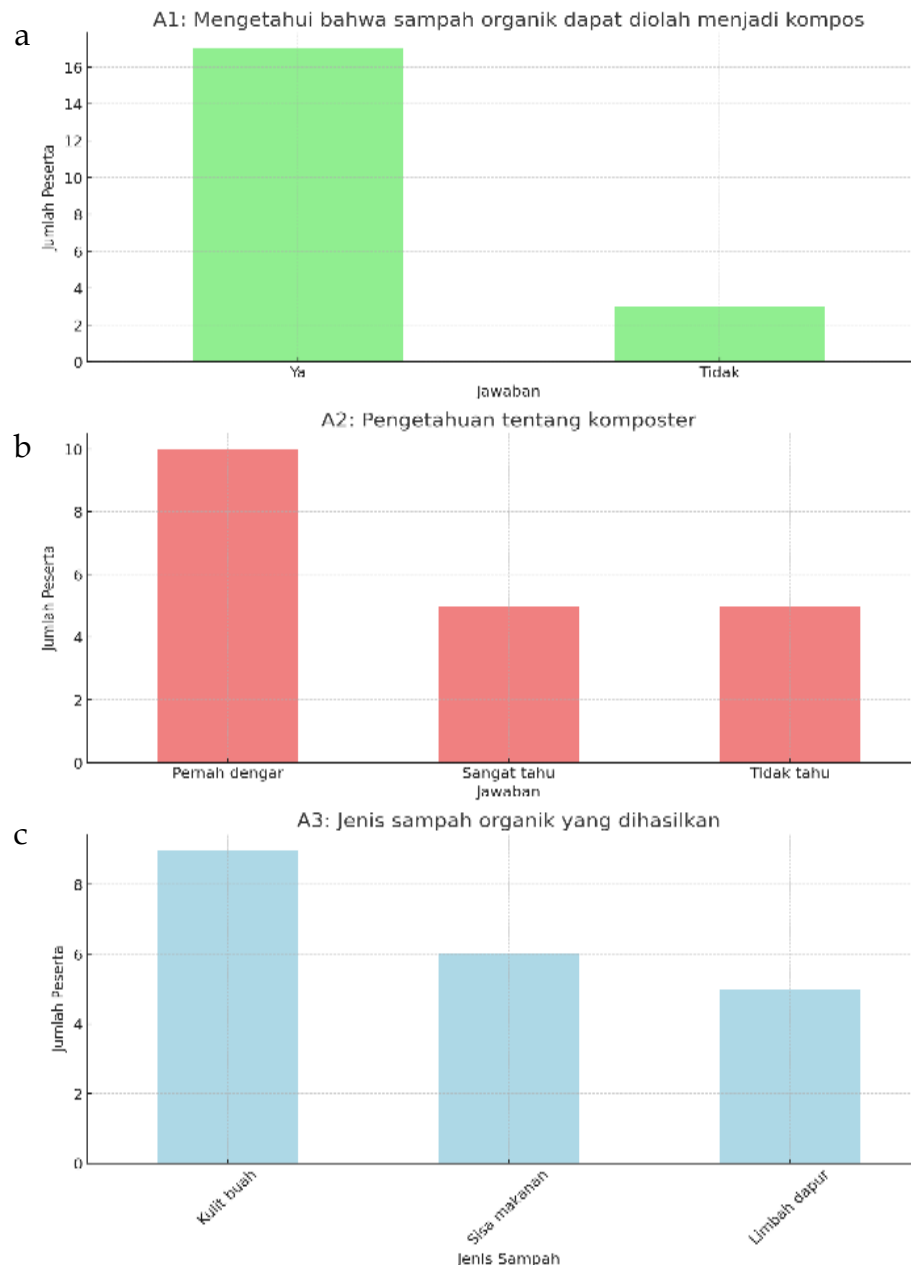 a
A1: Mengetahui bahwa sampah organik dapat diolah menjadi kompos
16
14
12
10
8
6
4
2
0
Jumlah Peserta
Ya
Tidak
Jawaban
b
A2: Pengetahuan tentang komposter
10
8
6
4
2
0
Jumlah Peserta
Pernah dengar
Sangat tahu
Tidak tahu
Jawaban
c
A3: Jenis sampah organik yang dihasilkan
8
6
4
2
0
Jumlah Peserta
Kulit buah
Sisa makanan
Limbah dapur
Jenis Sampah